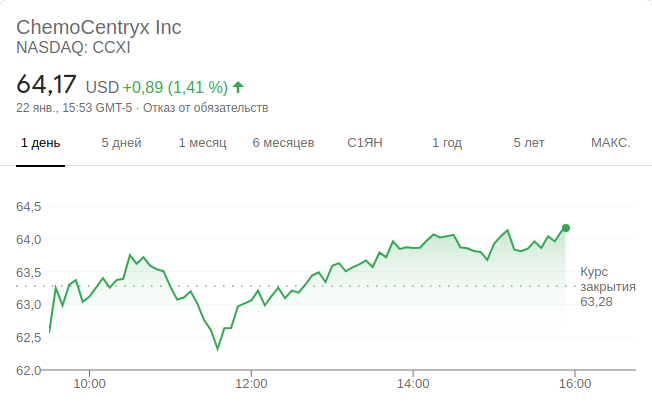 ChemoCentryx Inc
NASDAQ: CCXI
64,17 USD +0,89 (1,41 %)
22 янв., 15:53 GMT-5 · Отказ от обязательств
1 день 5 дней 1 месяц 6 месяцев С1ЯН 1 год 5 лет МАКС.
64,5
64,0
63,5
Курс
закрытия
63,28
63,0
62,5
62,0
10:00 12:00 14:00 16:00